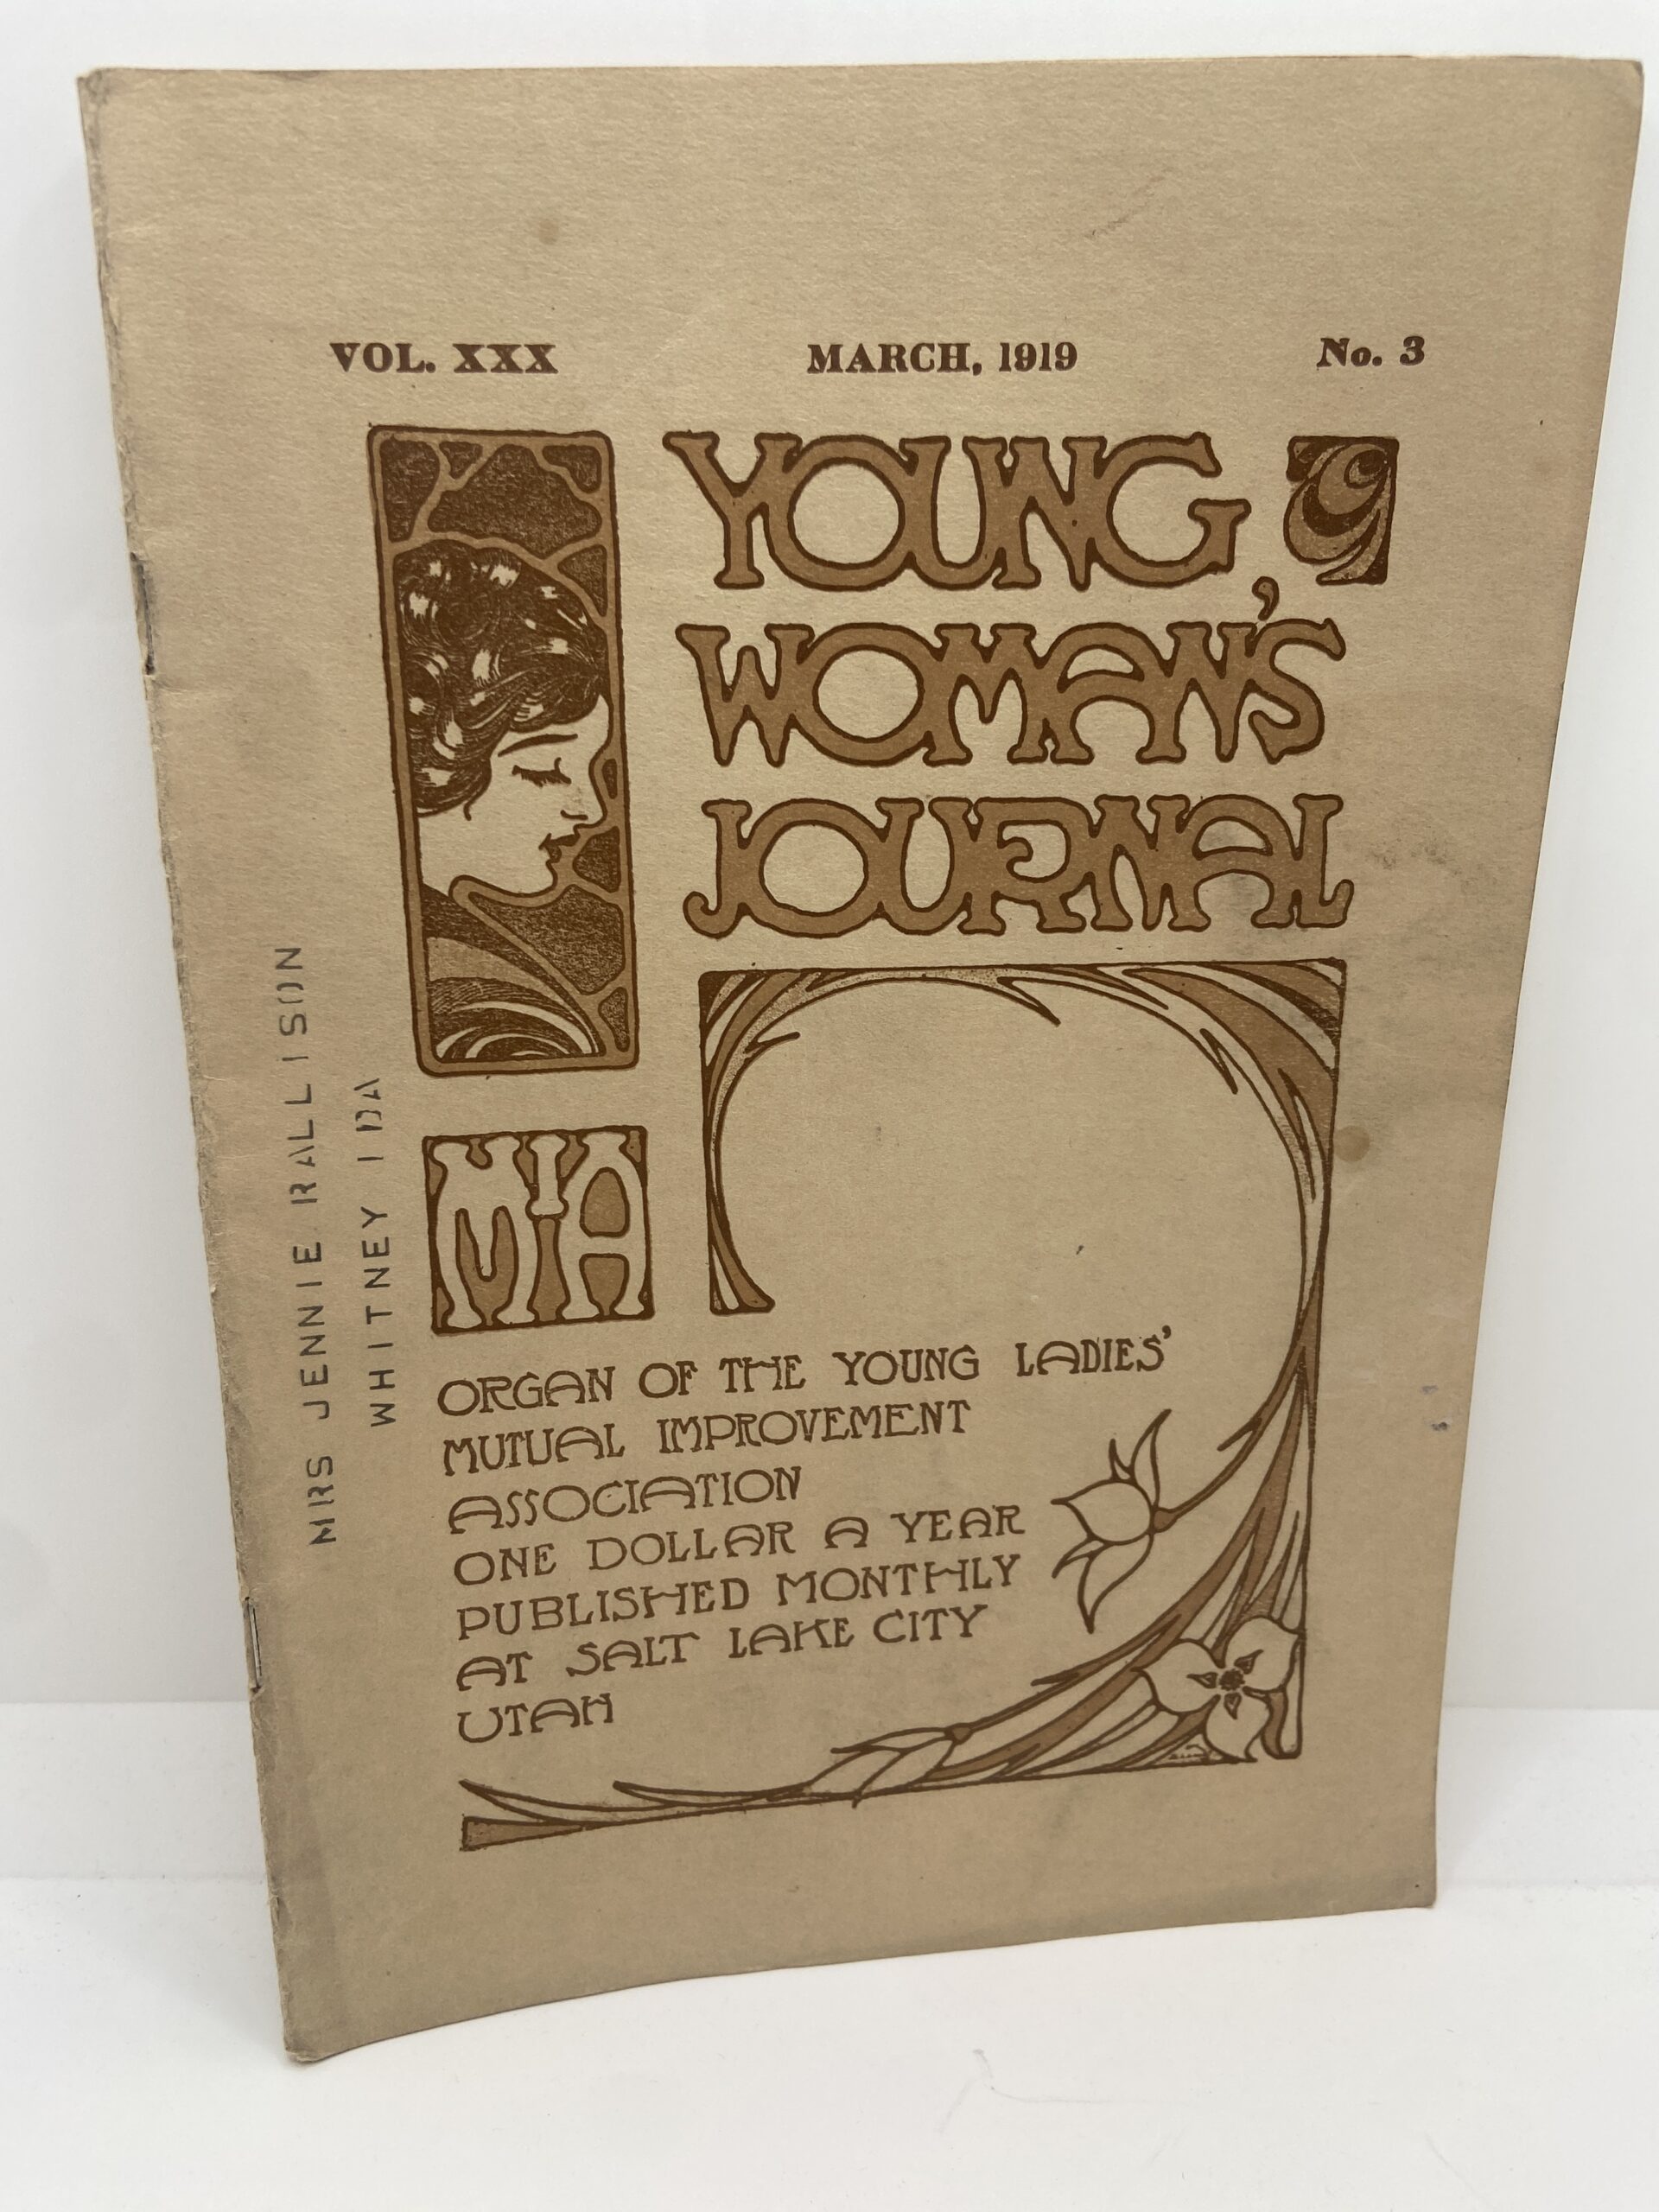 VOL. XXX MARCH, 1919 No. 3
YOUNG
WOMAN'S
JOURNAL
MIA
ORGAN OF THE YOUNG LADIES'
MUTUAL IMPROVEMENT
ASSOCIATION
ONE DOLLAR A YEAR
PUBLISHED MONTHLY
AT SALT LAKE CITY
UTAH
MRS JENNIE RALLISON
WHITNEY IDA